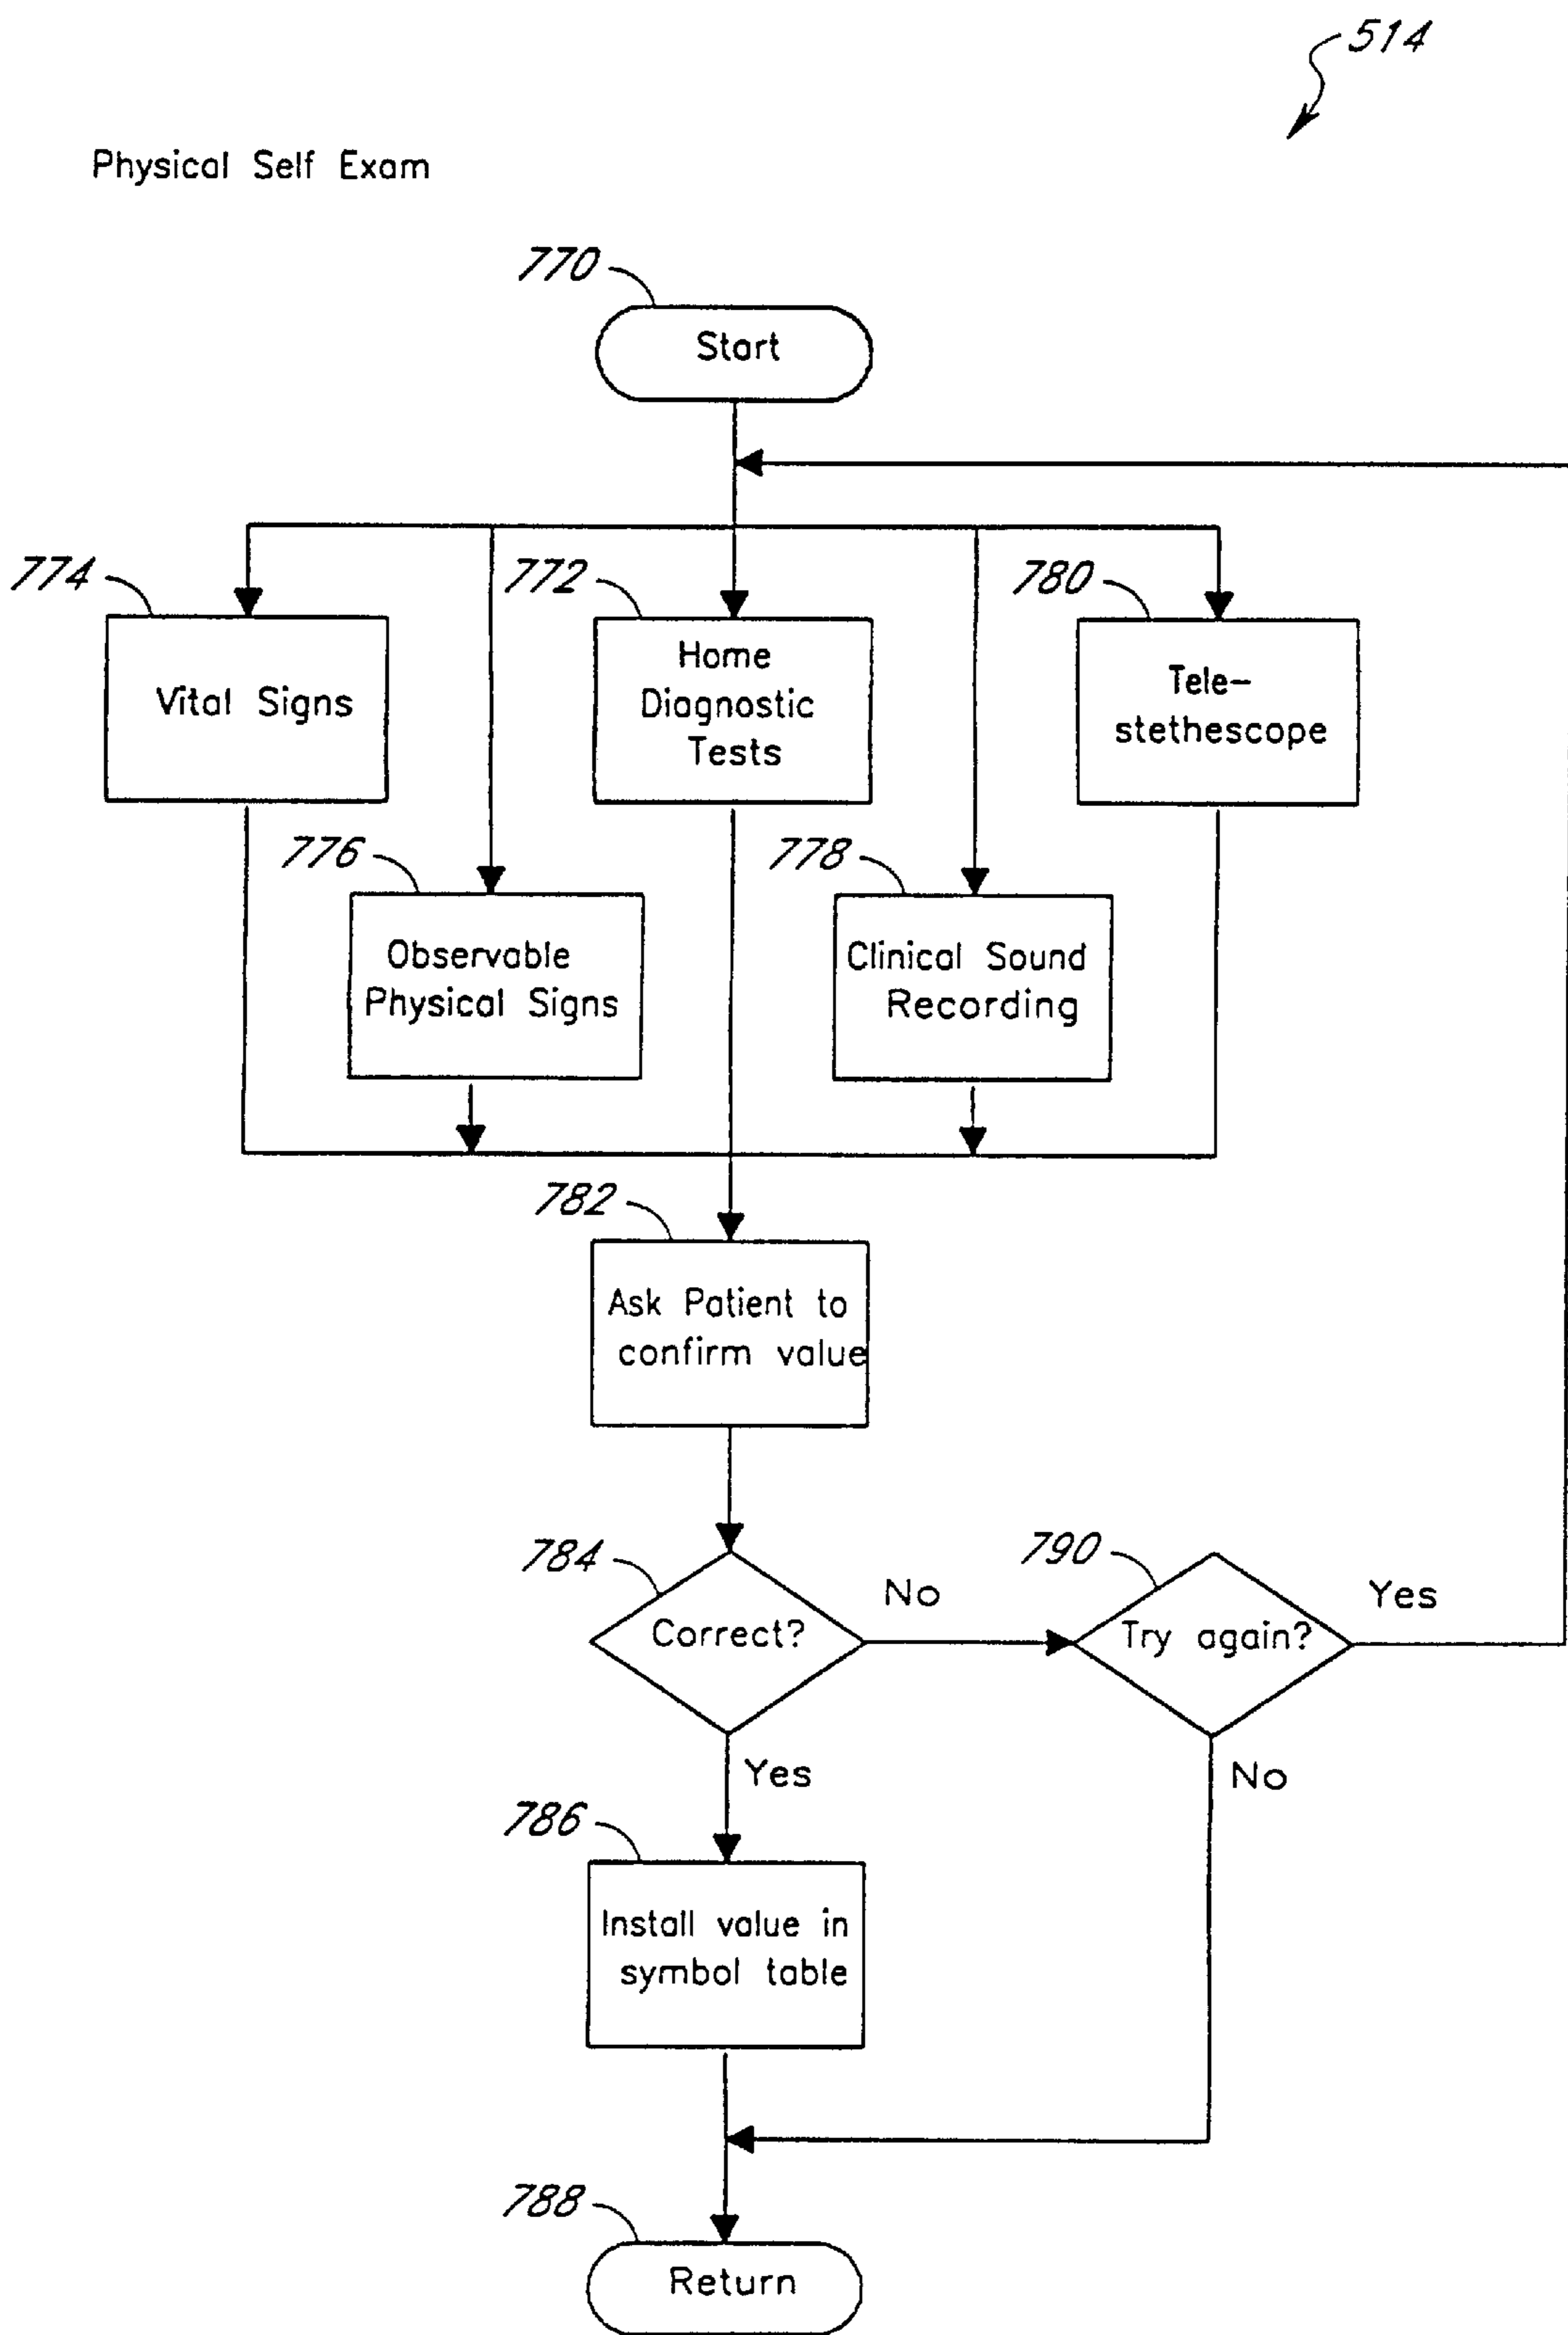 514
Physical Self Exam
770
Start
774
772
780
Vital Signs
Home
Diagnostic
Tests
Tele-
stethescope
776
778
Observable
Physical Signs
Clinical Sound
Recording
782
Ask Patient to
confirm value
784
Correct?
No
790
Try again?
Yes
Yes
No
786
Install value in
symbol table
788
Return